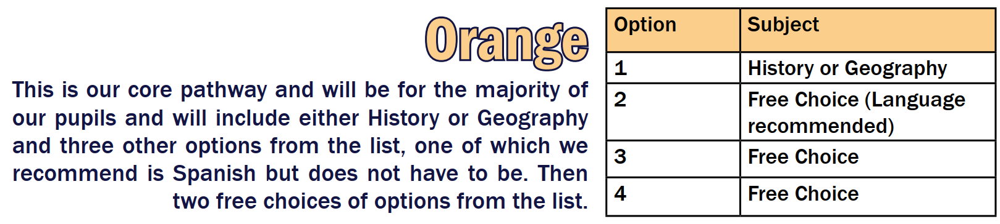 Orange
This is our core pathway and will be for the majority of
our pupils and will include either History or Geography
and three other options from the list, one of which we
recommend is Spanish but does not have to be. Then
two free choices of options from the list.
Option Subject
1 History or Geography
2 Free Choice (Language
recommended)
3 Free Choice
4 Free Choice